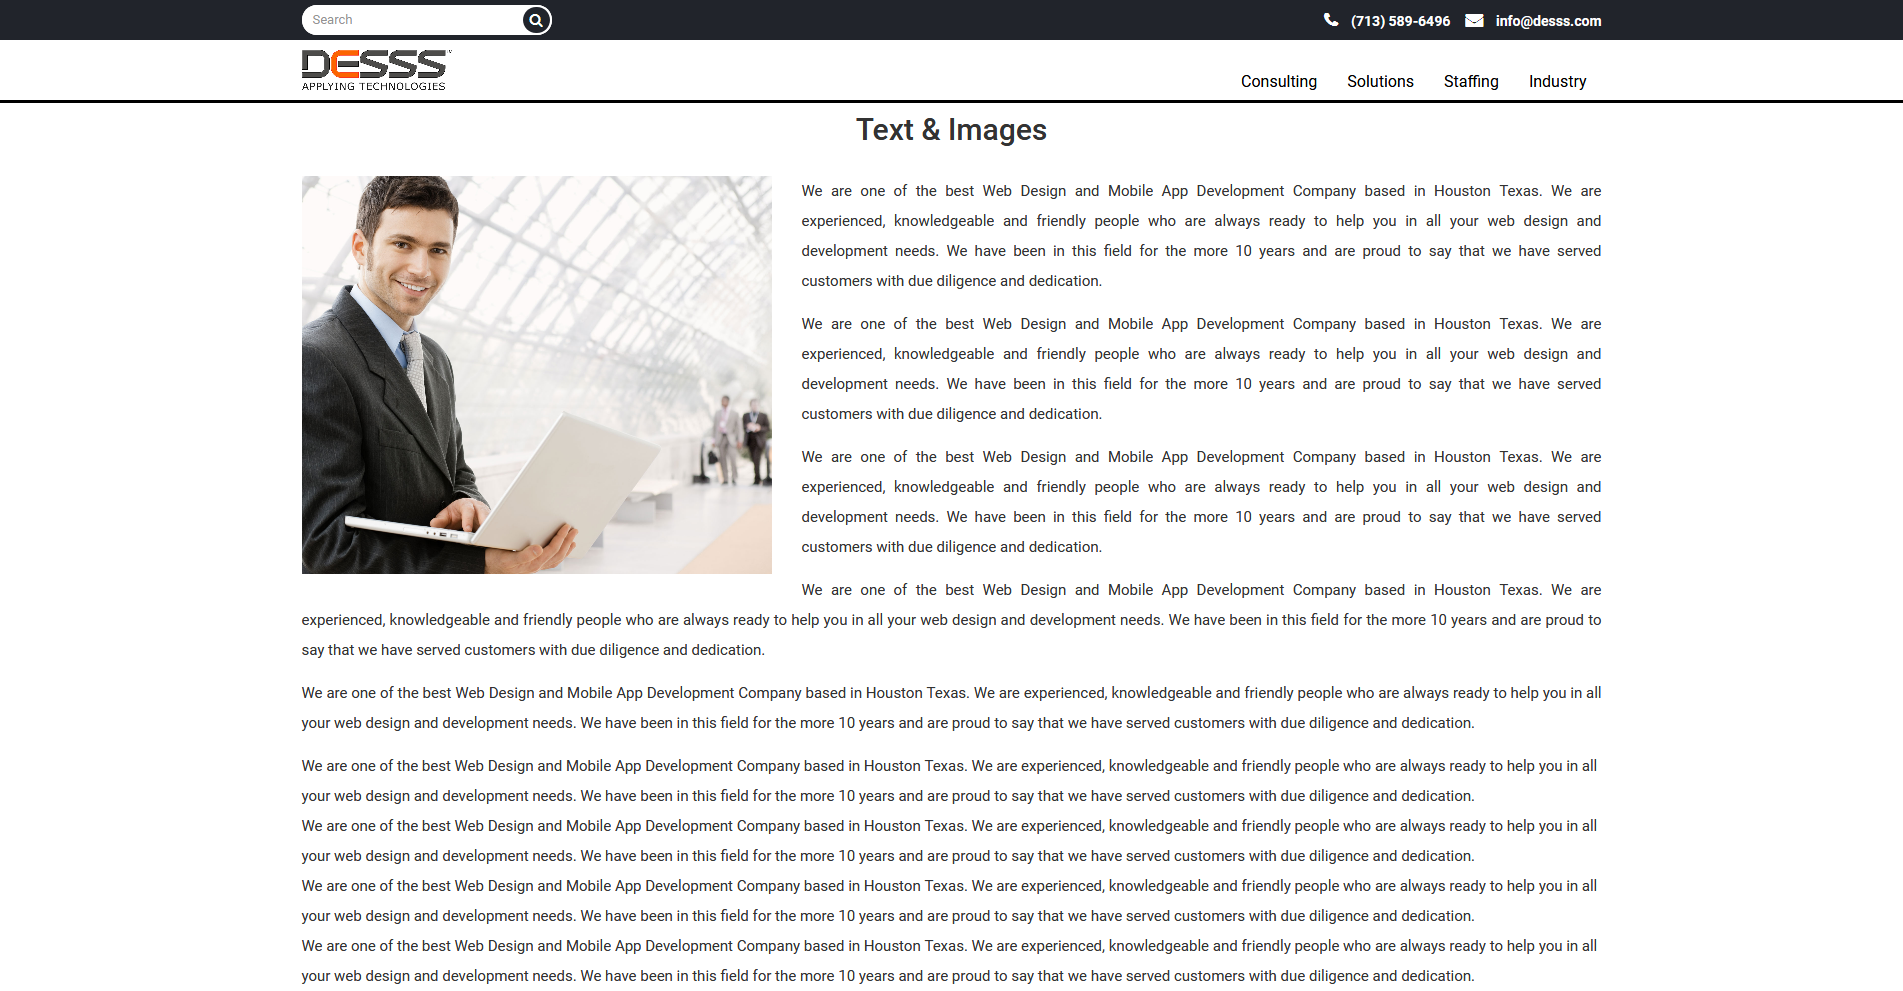 Search
(713) 589-6496
info@desss.com
DESSS
APPLYING TECHNOLOGIES
Consulting
Solutions
Staffing
Industry
Text & Images
We are one of the best Web Design and Mobile App Development Company based in Houston Texas. We are
experienced, knowledgeable and friendly people who are always ready to help you in all your web design and
development needs. We have been in this field for the more 10 years and are proud to say that we have served
customers with due diligence and dedication.
We are one of the best Web Design and Mobile App Development Company based in Houston Texas. We are
experienced, knowledgeable and friendly people who are always ready to help you in all your web design and
development needs. We have been in this field for the more 10 years and are proud to say that we have served
customers with due diligence and dedication.
We are one of the best Web Design and Mobile App Development Company based in Houston Texas. We are
experienced, knowledgeable and friendly people who are always ready to help you in all your web design and
development needs. We have been in this field for the more 10 years and are proud to say that we have served
customers with due diligence and dedication.
We are one of the best Web Design and Mobile App Development Company based in Houston Texas. We are
experienced, knowledgeable and friendly people who are always ready to help you in all your web design and development needs. We have been in this field for the more 10 years and are proud to
say that we have served customers with due diligence and dedication.
We are one of the best Web Design and Mobile App Development Company based in Houston Texas. We are experienced, knowledgeable and friendly people who are always ready to help you in all
your web design and development needs. We have been in this field for the more 10 years and are proud to say that we have served customers with due diligence and dedication.
We are one of the best Web Design and Mobile App Development Company based in Houston Texas. We are experienced, knowledgeable and friendly people who are always ready to help you in all
your web design and development needs. We have been in this field for the more 10 years and are proud to say that we have served customers with due diligence and dedication.
We are one of the best Web Design and Mobile App Development Company based in Houston Texas. We are experienced, knowledgeable and friendly people who are always ready to help you in all
your web design and development needs. We have been in this field for the more 10 years and are proud to say that we have served customers with due diligence and dedication.
We are one of the best Web Design and Mobile App Development Company based in Houston Texas. We are experienced, knowledgeable and friendly people who are always ready to help you in all
your web design and development needs. We have been in this field for the more 10 years and are proud to say that we have served customers with due diligence and dedication.
We are one of the best Web Design and Mobile App Development Company based in Houston Texas. We are experienced, knowledgeable and friendly people who are always ready to help you in all
your web design and development needs. We have been in this field for the more 10 years and are proud to say that we have served customers with due diligence and dedication.